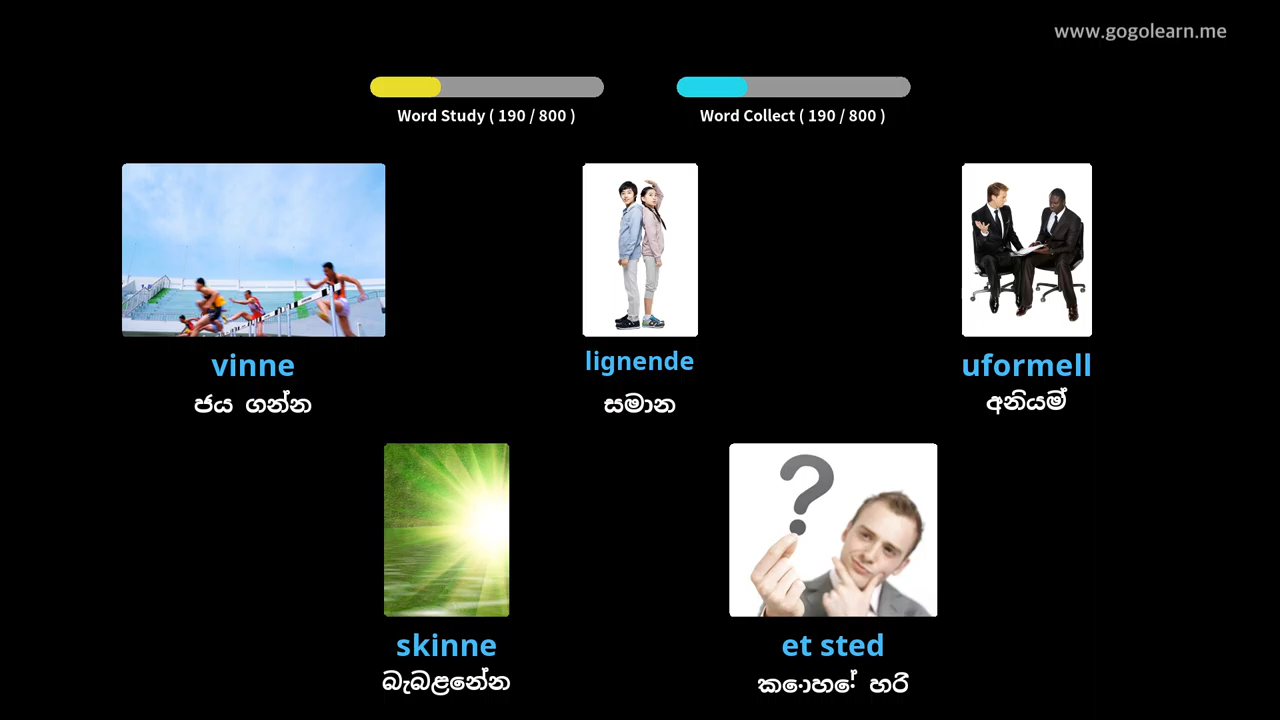 www.gogolearn.me
Word Study ( 190 / 800 )
Word Collect ( 190 / 800 )
vinne
ජය ගන්න
lignende
සමාන
uformell
අනියම්
skinne
බැබළනේන
et sted
කොහේ හරි